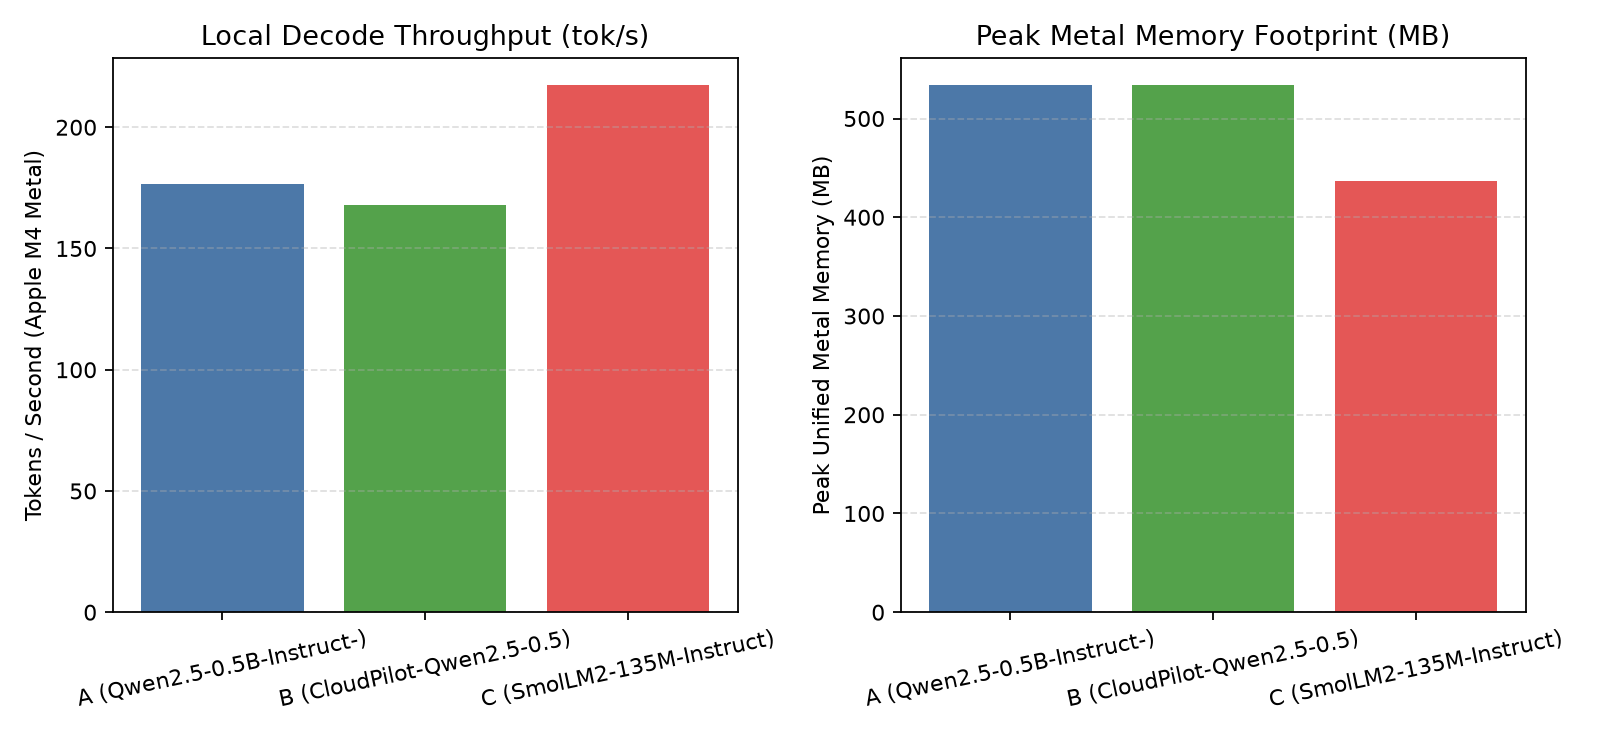 Local Decode Throughput (tok/s)
Tokens / Second (Apple M4 Metal)
200
150
100
50
0
A (Qwen2.5-0.5B-Instruct-)
B (CloudPilot-Qwen2.5-0.5)
C (SmolLM2-135M-Instruct)
Peak Metal Memory Footprint (MB)
Peak Unified Metal Memory (MB)
500
400
300
200
100
0
A (Qwen2.5-0.5B-Instruct-)
B (CloudPilot-Qwen2.5-0.5)
C (SmolLM2-135M-Instruct)